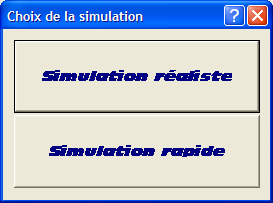 Choix de la simulation
Simulation réaliste
Simulation rapide